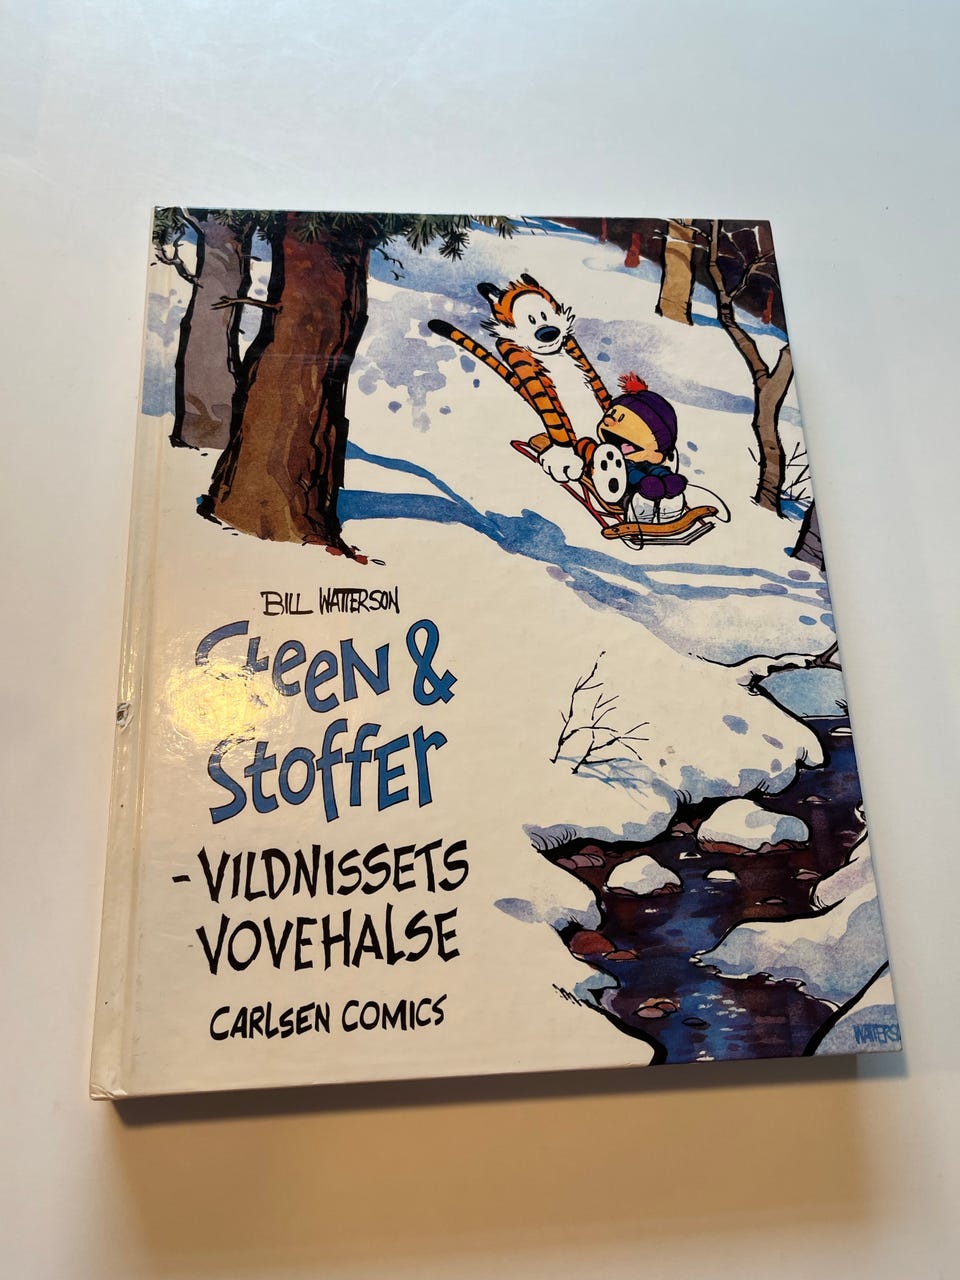 BILL WATTERSON
Steen &
Stoffer
- VILDNISSETS
VOVEHALSE
CARLSEN COMICS